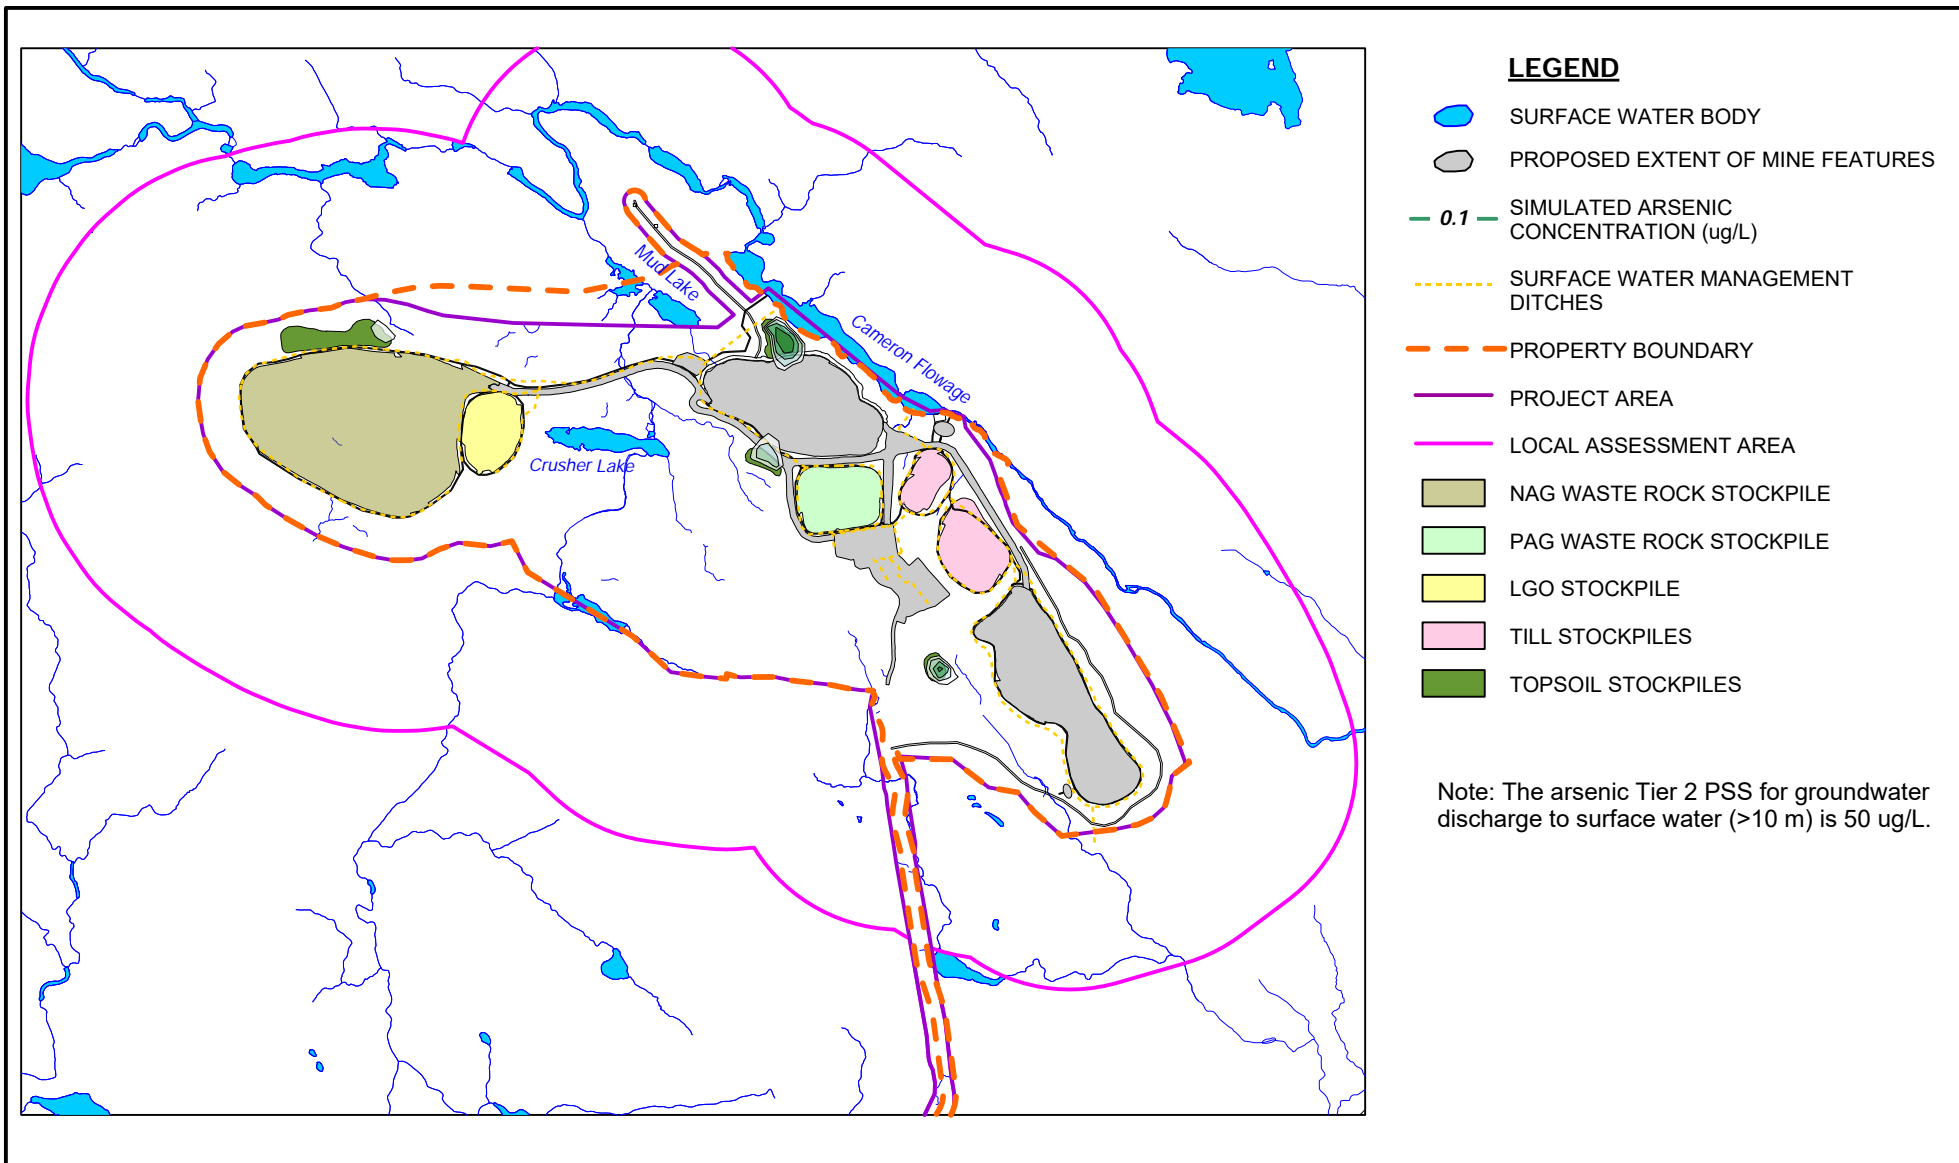 LEGEND
SURFACE WATER BODY
PROPOSED EXTENT OF MINE FEATURES
0.1
SIMULATED ARSENIC
CONCENTRATION (ug/L)
SURFACE WATER MANAGEMENT
DITCHES
PROPERTY BOUNDARY
PROJECT AREA
LOCAL ASSESSMENT AREA
NAG WASTE ROCK STOCKPILE
PAG WASTE ROCK STOCKPILE
LGO STOCKPILE
TILL STOCKPILES
TOPSOIL STOCKPILES
Note: The arsenic Tier 2 PSS for groundwater
discharge to surface water (>10 m) is 50 ug/L.
Mud Lake
Cameron Flowage
Crusher Lake